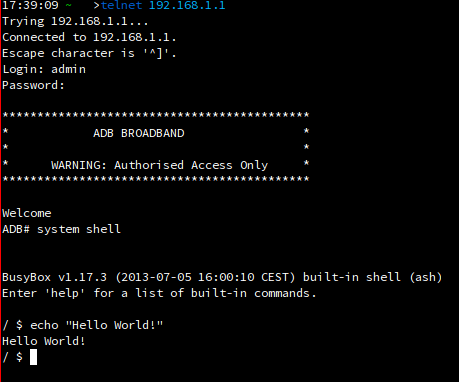 17:39:09 ~   >telnet 192.168.1.1
Trying 192.168.1.1...
Connected to 192.168.1.1.
Escape character is '^]'.
Login: admin
Password:
********************************************
*            ADB BROADBAND                 *
*                                          *
*      WARNING: Authorised Access Only     *
********************************************
Welcome
ADB# system shell
BusyBox v1.17.3 (2013-07-05 16:00:10 CEST) built-in shell (ash)
Enter 'help' for a list of built-in commands.
/ $ echo "Hello World!"
Hello World!
/ $